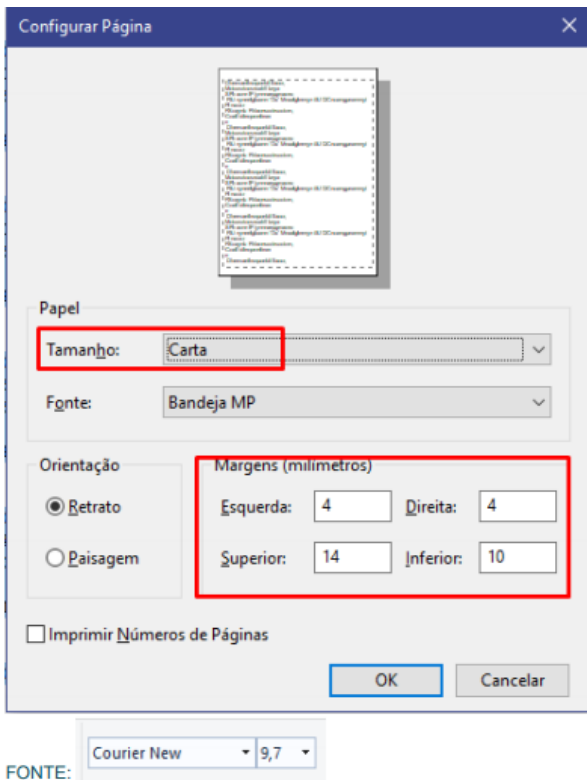 Configurar Página
Papel
Tamanho: Carta
Fonte: Bandeja MP
Orientação
Retrato
Paisagem
Margens (milímetros)
Esquerda: 4 Direita: 4
Superior: 14 Inferior: 10
Imprimir Números de Páginas
OK Cancelar
FONTE: Courier New 9,7